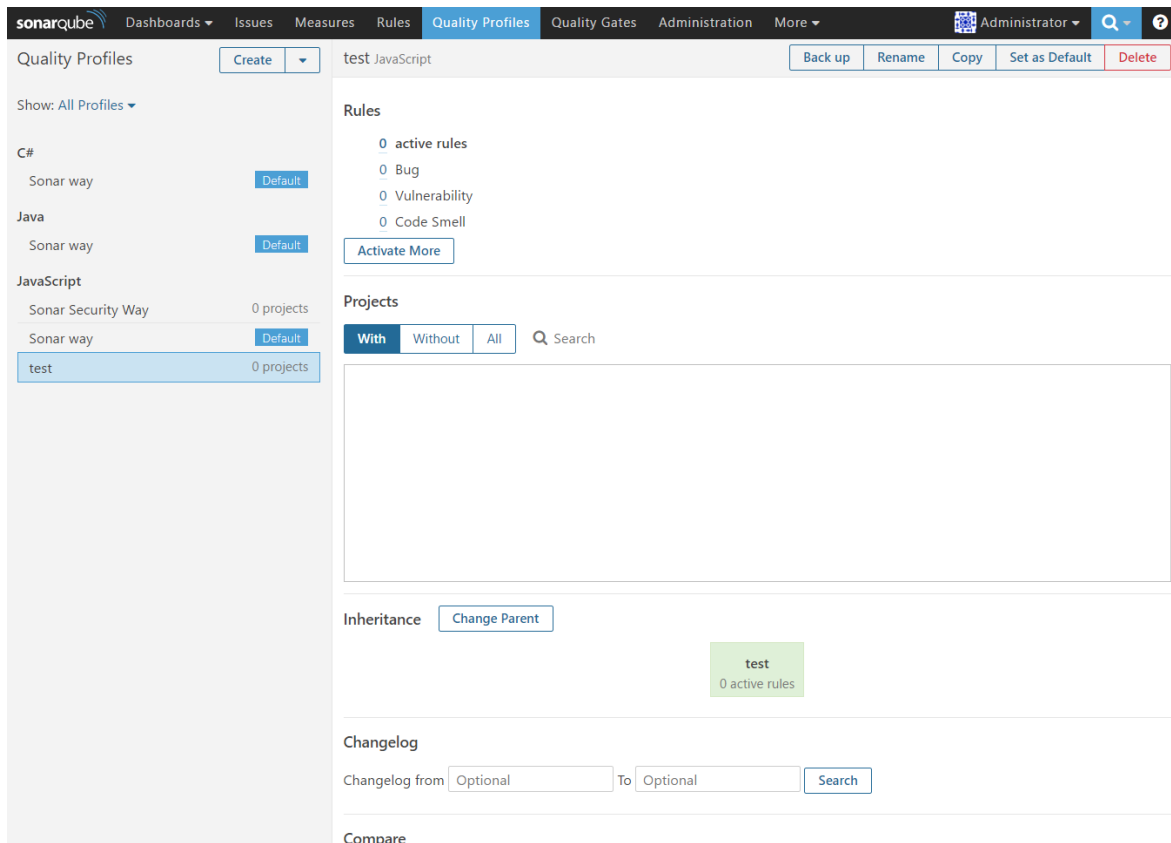 sonarqube Dashboards Issues Measures Rules Quality Profiles Quality Gates Administration More Administrator ?
Quality Profiles Create
Show: All Profiles
C#
Sonar way Default
Java
Sonar way Default
JavaScript
Sonar Security Way 0 projects
Sonar way Default
test 0 projects
test JavaScript Back up Rename Copy Set as Default Delete
Rules
0 active rules
0 Bug
0 Vulnerability
0 Code Smell
Activate More
Projects
With Without All Search
Inheritance Change Parent
test
0 active rules
Changelog
Changelog from Optional To Optional Search
Compare